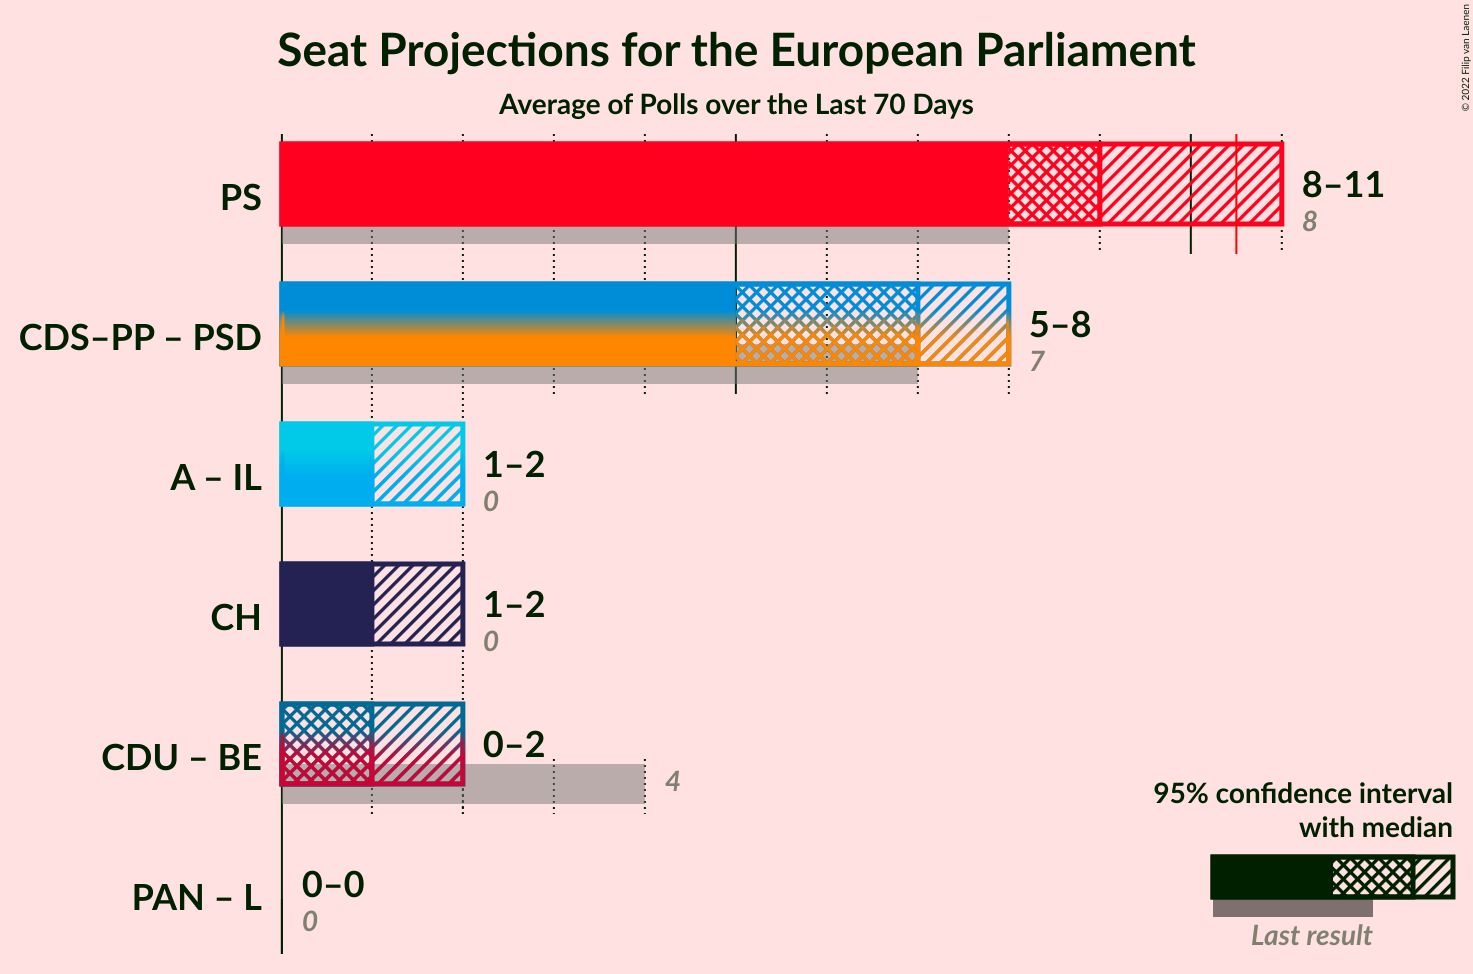 Seat Projections for the European Parliament
Average of Polls over the Last 70 Days
© 2022 Filip van Laenen
PS
8–11
8
CDS–PP – PSD
5–8
7
A – IL
1–2
0
CH
1–2
0
CDU – BE
0–2
4
PAN – L
0–0
0
95% confidence interval
with median
Last result